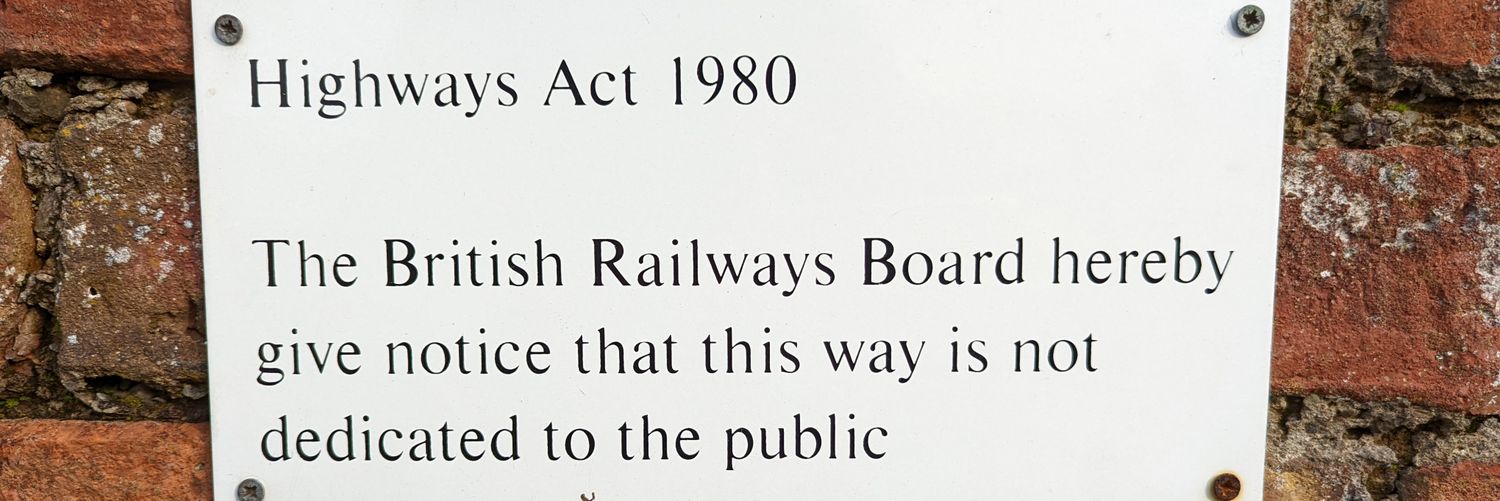 Highways Act 1980
The British Railways Board hereby
give notice that this way is not
dedicated to the public